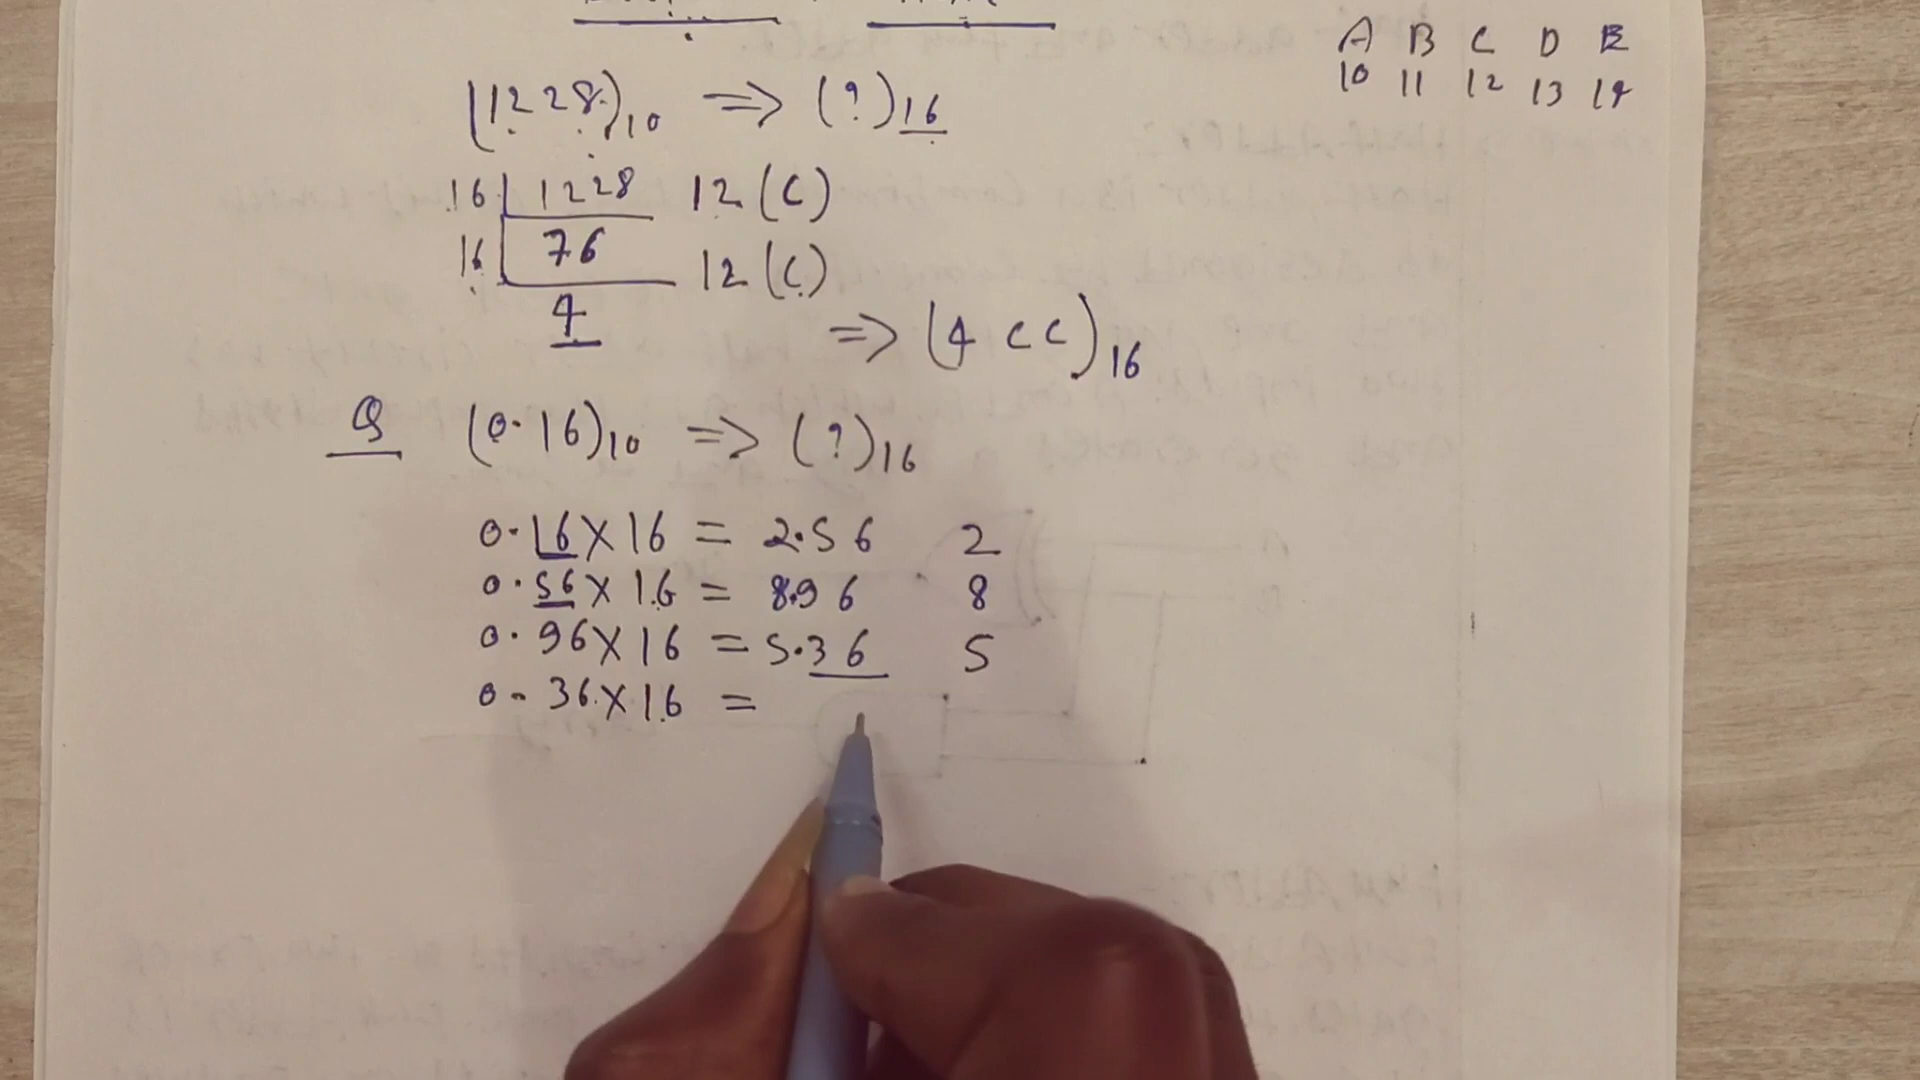 A B C D E
10 11 12 13 14
(1228)10 => (?)16
16 1228 12 (C)
16 76 12 (C)
4
=> (4 C C)16
Q (0.16)10 => (?)16
0.16 X 16 = 2.56 2
0.56 X 16 = 8.96 8
0.96 X 16 = 5.36 5
0.36 X 16 =